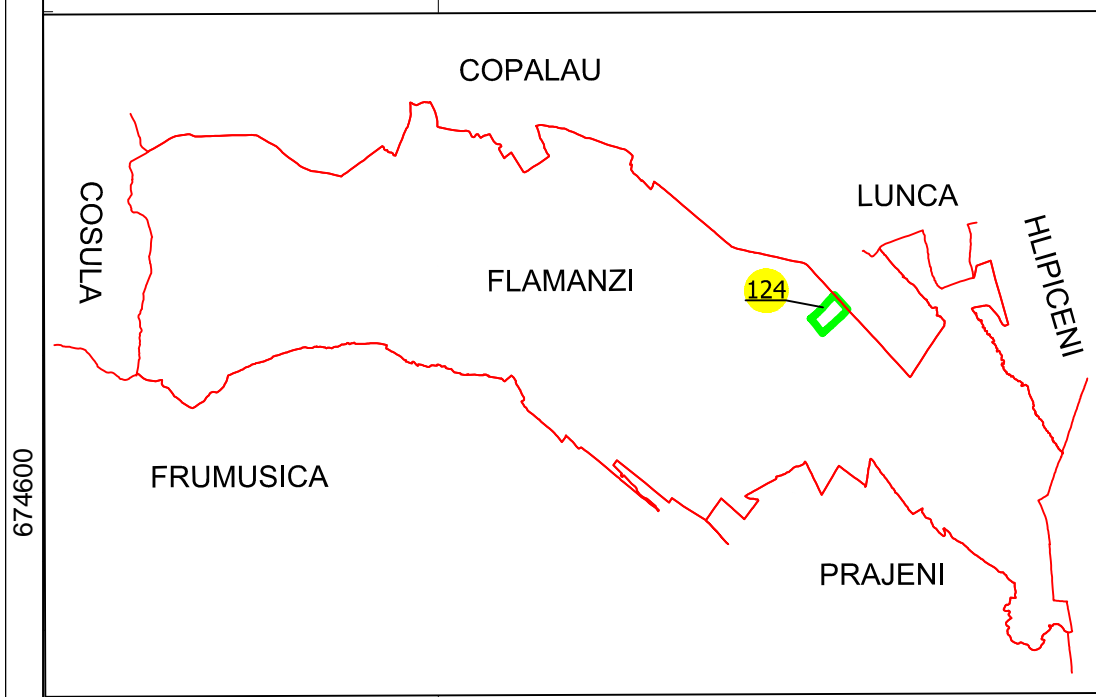 COPALAU
LUNCA
COSULA
HLIPICENI
FLAMANZI
124
FRUMUSICA
674600
PRAJENI